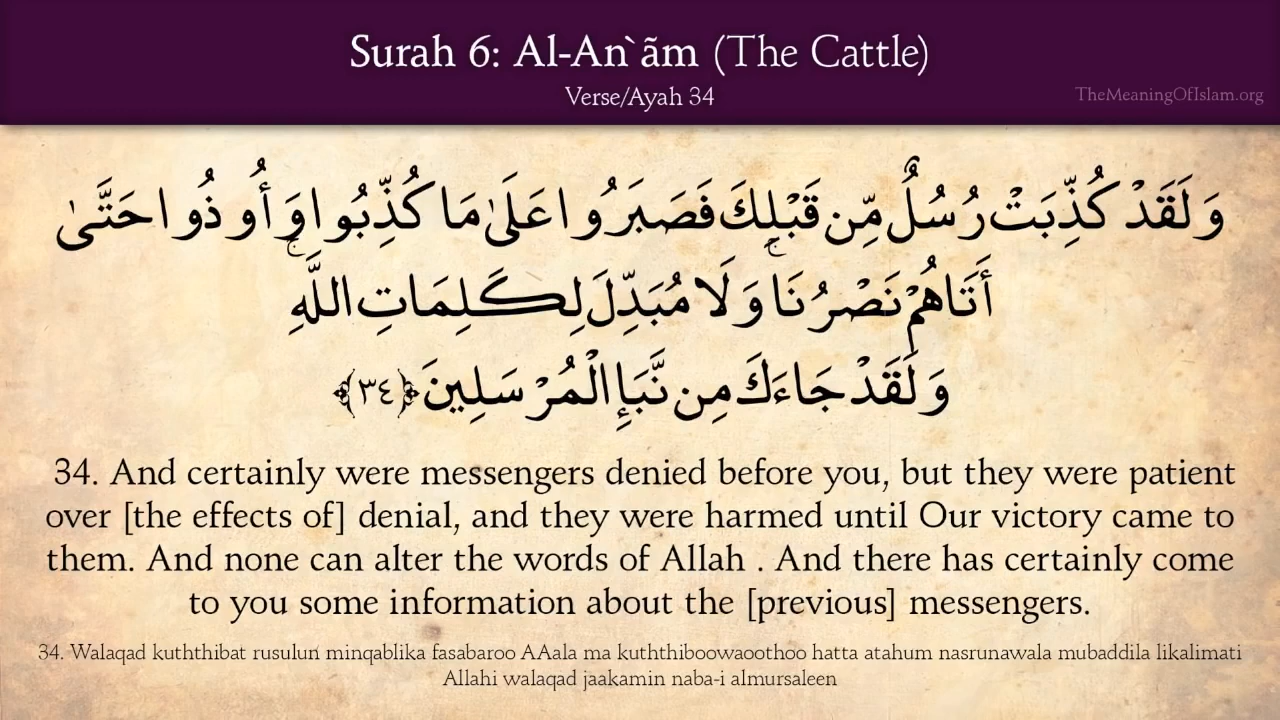 Surah 6: Al-An`ãm (The Cattle)
Verse/Ayah 34
TheMeaningOfIslam.org
وَلَقَدْ كُذِّبَتْ رُسُلٌ مِّن قَبْلِكَ فَصَبَرُوا عَلَىٰ مَا كُذِّبُوا وَأُوذُوا حَتَّىٰ
أَتَاهُمْ نَصْرُنَا ۚ وَلَا مُبَدِّلَ لِكَلِمَاتِ اللَّهِ ۚ
وَلَقَدْ جَاءَكَ مِن نَّبَإِ الْمُرْسَلِينَ ﴿٣٤﴾
34. And certainly were messengers denied before you, but they were patient
over [the effects of] denial, and they were harmed until Our victory came to
them. And none can alter the words of Allah . And there has certainly come
to you some information about the [previous] messengers.
34. Walaqad kuththibat rusulun minqablika fasabaroo AAala ma kuththiboowaoothoo hatta atahum nasrunawala mubaddila likalimati
Allahi walaqad jaakamin naba-i almursaleen